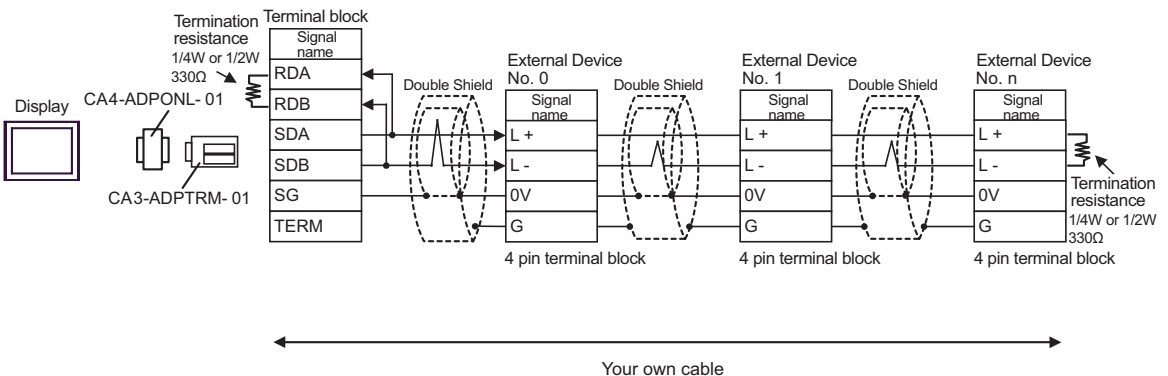 Termination
resistance
1/4W or 1/2W
330Ω
Terminal block
Signal
name
RDA
RDB
SDA
SDB
SG
TERM
Display
CA4-ADPONL- 01
CA3-ADPTRM- 01
Double Shield
External Device
No. 0
Signal
name
L +
L -
0V
G
4 pin terminal block
Double Shield
External Device
No. 1
Signal
name
L +
L -
0V
G
4 pin terminal block
Double Shield
External Device
No. n
Signal
name
L +
L -
0V
G
4 pin terminal block
Termination
resistance
1/4W or 1/2W
330Ω
Your own cable